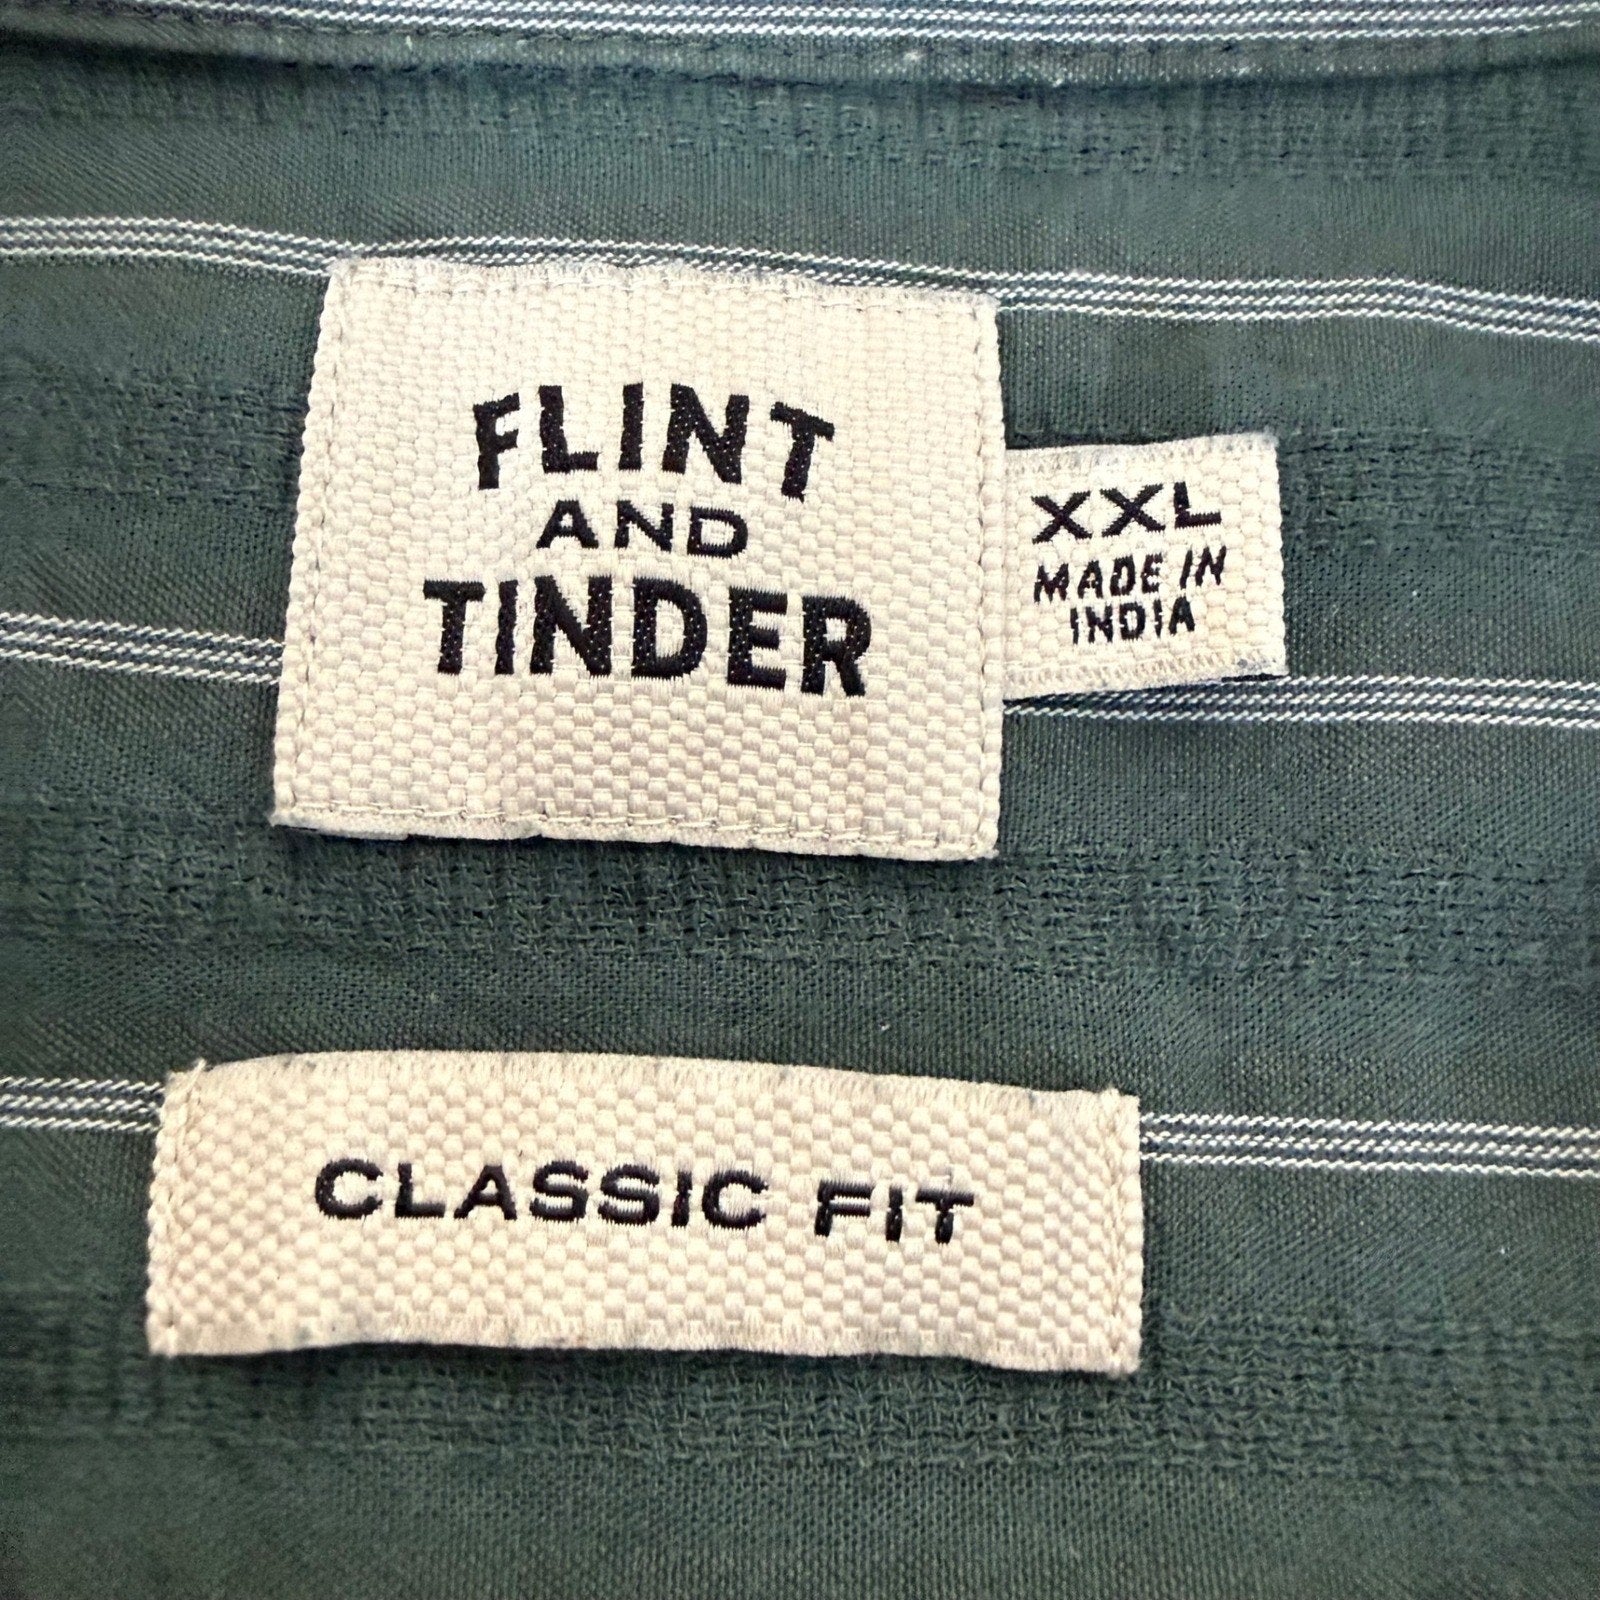 FLINT
AND
TINDER
XXL
MADE IN
INDIA
CLASSIC FIT